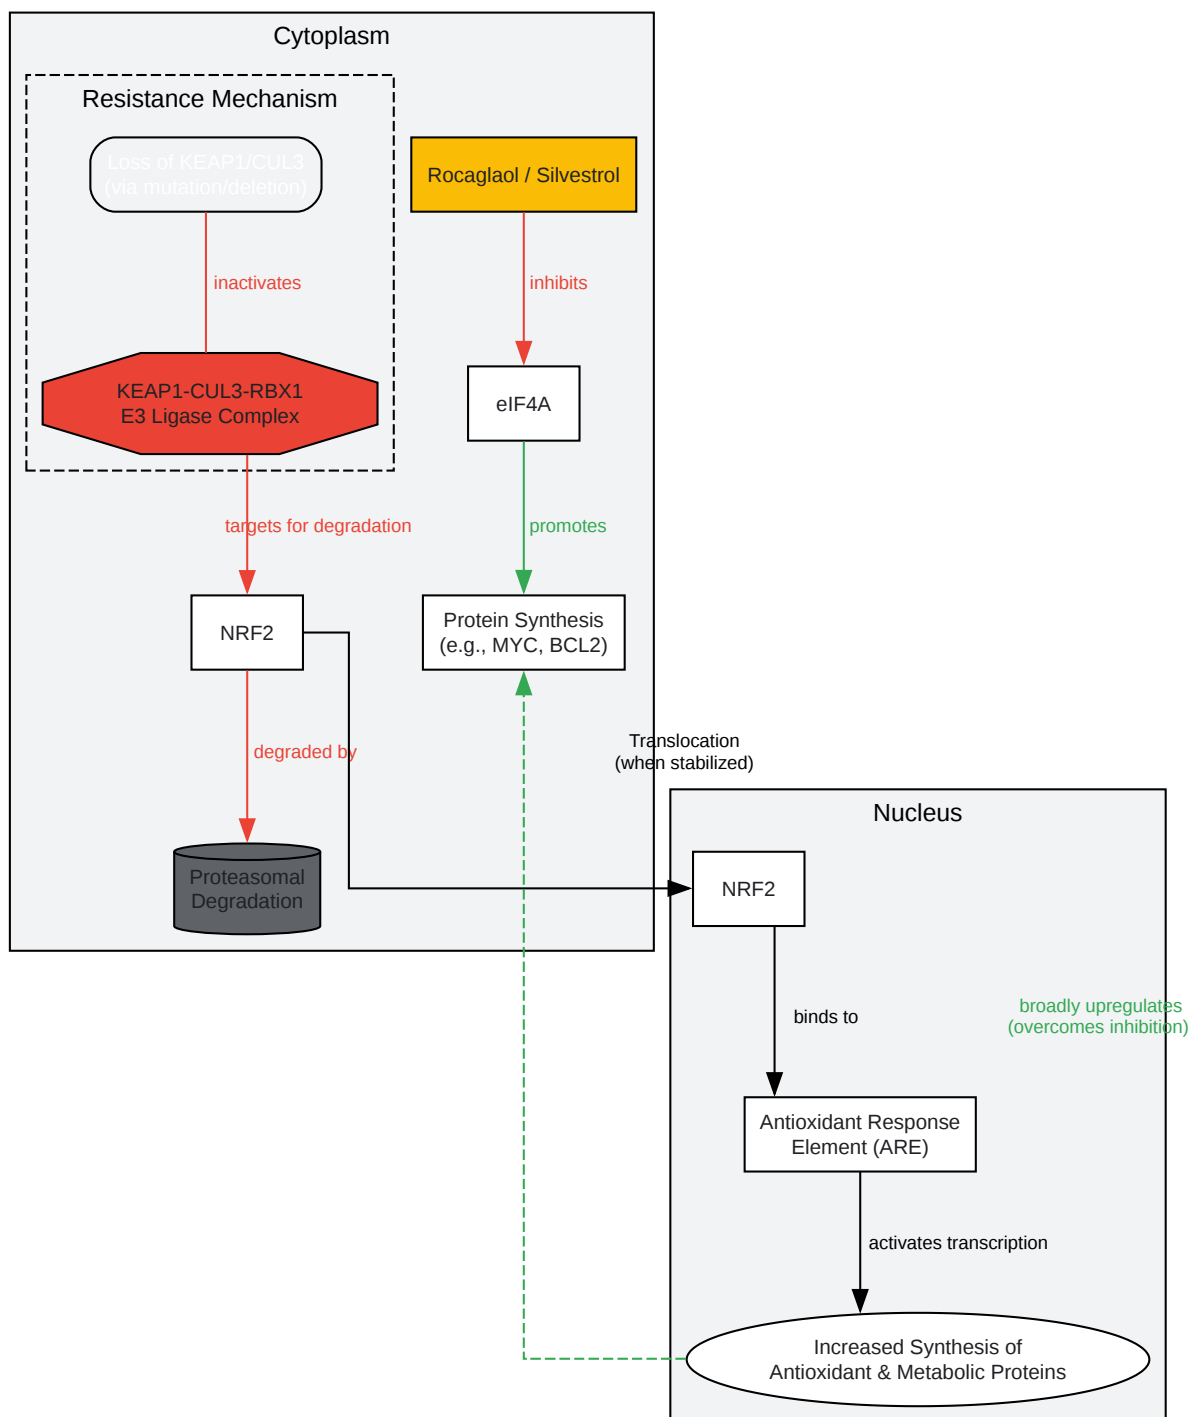 Cytoplasm
Resistance Mechanism
Loss of KEAP1/CUL3
(via mutation/deletion)
Rocaglaol / Silvestrol
inactivates
inhibits
KEAP1-CUL3-RBX1
E3 Ligase Complex
eIF4A
targets for degradation
promotes
NRF2
Protein Synthesis
(e.g., MYC, BCL2)
degraded by
Translocation
(when stabilized)
Proteasomal
Degradation
Nucleus
NRF2
binds to
broadly upregulates
(overcomes inhibition)
Antioxidant Response
Element (ARE)
activates transcription
Increased Synthesis of
Antioxidant & Metabolic Proteins